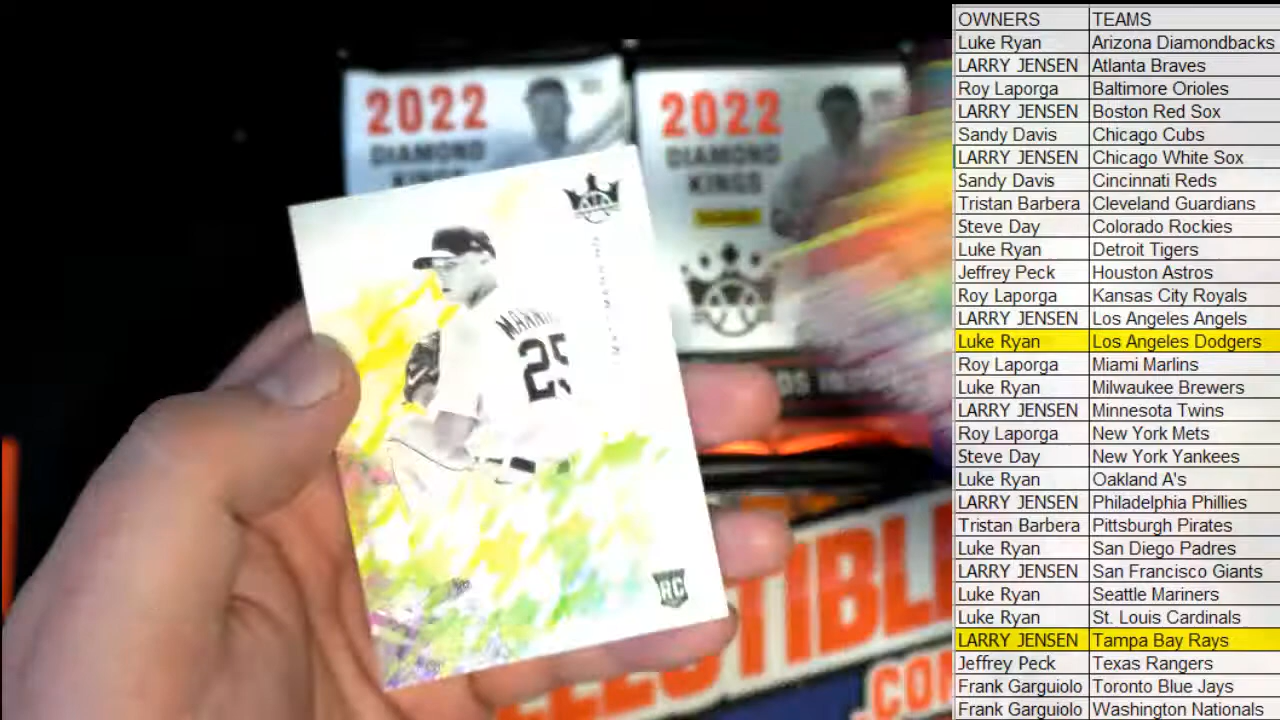 OWNERS TEAMS
Luke Ryan Arizona Diamondbacks
LARRY JENSEN Atlanta Braves
Roy Laporga Baltimore Orioles
LARRY JENSEN Boston Red Sox
Sandy Davis Chicago Cubs
LARRY JENSEN Chicago White Sox
Sandy Davis Cincinnati Reds
Tristan Barbera Cleveland Guardians
Steve Day Colorado Rockies
Luke Ryan Detroit Tigers
Jeffrey Peck Houston Astros
Roy Laporga Kansas City Royals
LARRY JENSEN Los Angeles Angels
Luke Ryan Los Angeles Dodgers
Roy Laporga Miami Marlins
Luke Ryan Milwaukee Brewers
LARRY JENSEN Minnesota Twins
Roy Laporga New York Mets
Steve Day New York Yankees
Luke Ryan Oakland A's
LARRY JENSEN Philadelphia Phillies
Tristan Barbera Pittsburgh Pirates
Luke Ryan San Diego Padres
LARRY JENSEN San Francisco Giants
Luke Ryan Seattle Mariners
Luke Ryan St. Louis Cardinals
LARRY JENSEN Tampa Bay Rays
Jeffrey Peck Texas Rangers
Frank Garguiolo Toronto Blue Jays
Frank Garguiolo Washington Nationals
2022
DIAMOND
KINGS
2022
DIAMOND
KINGS
25
RC